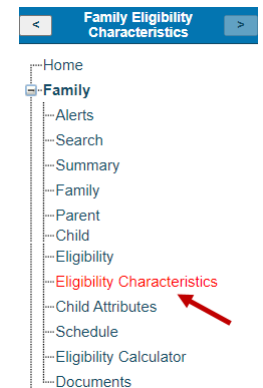 < Family Eligibility >
Characteristics
Home
Family
Alerts
Search
Summary
Family
Parent
Child
Eligibility
Eligibility Characteristics
Child Attributes
Schedule
Eligibility Calculator
Documents